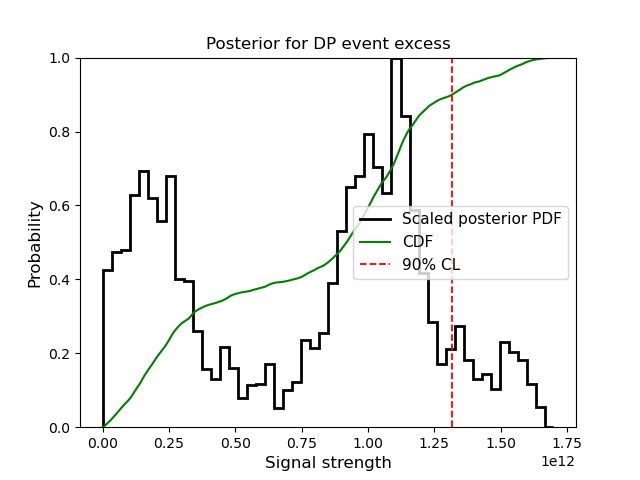 Posterior for DP event excess
1.0
0.8
0.6
0.4
0.2
0.0
Probability
Scaled posterior PDF
CDF
90% CL
0.00 0.25 0.50 0.75 1.00 1.25 1.50 1.75
1e12
Signal strength